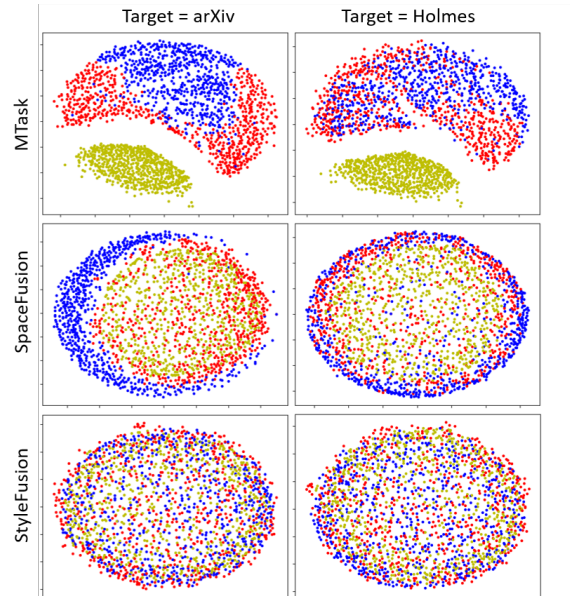 Target = arXiv
Target = Holmes
MTask
SpaceFusion
StyleFusion